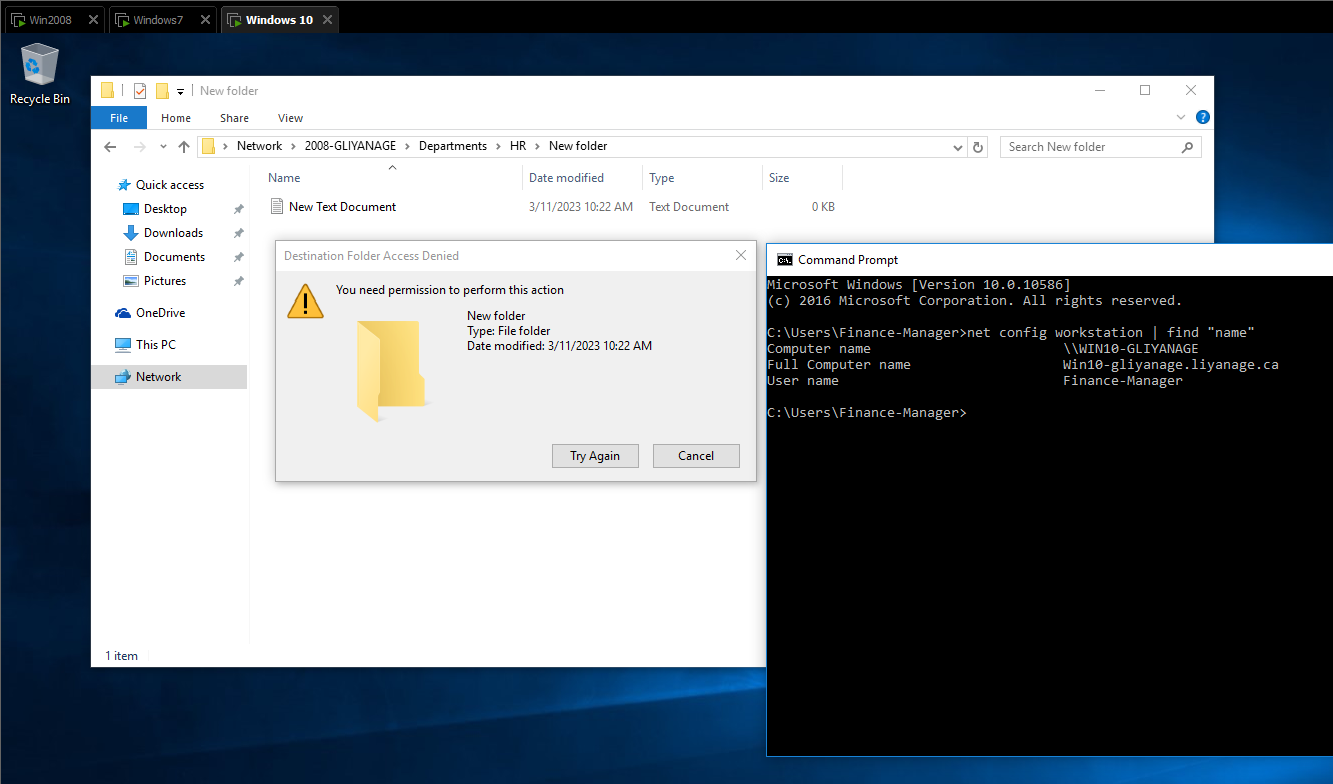 Win2008
Windows7
Windows 10
Recycle Bin
New folder
File Home Share View
Network 2008-GLIYANAGE Departments HR New folder
Search New folder
Name Date modified Type Size
New Text Document 3/11/2023 10:22 AM Text Document 0 KB
Quick access
Desktop
Downloads
Documents
Pictures
OneDrive
This PC
Network
1 item
Destination Folder Access Denied
You need permission to perform this action
New folder
Type: File folder
Date modified: 3/11/2023 10:22 AM
Try Again Cancel
Command Prompt
Microsoft Windows [Version 10.0.10586]
(c) 2016 Microsoft Corporation. All rights reserved.
C:\Users\Finance-Manager>net config workstation | find "name"
Computer name \\WIN10-GLIYANAGE
Full Computer name Win10-gliyanage.liyanage.ca
User name Finance-Manager
C:\Users\Finance-Manager>